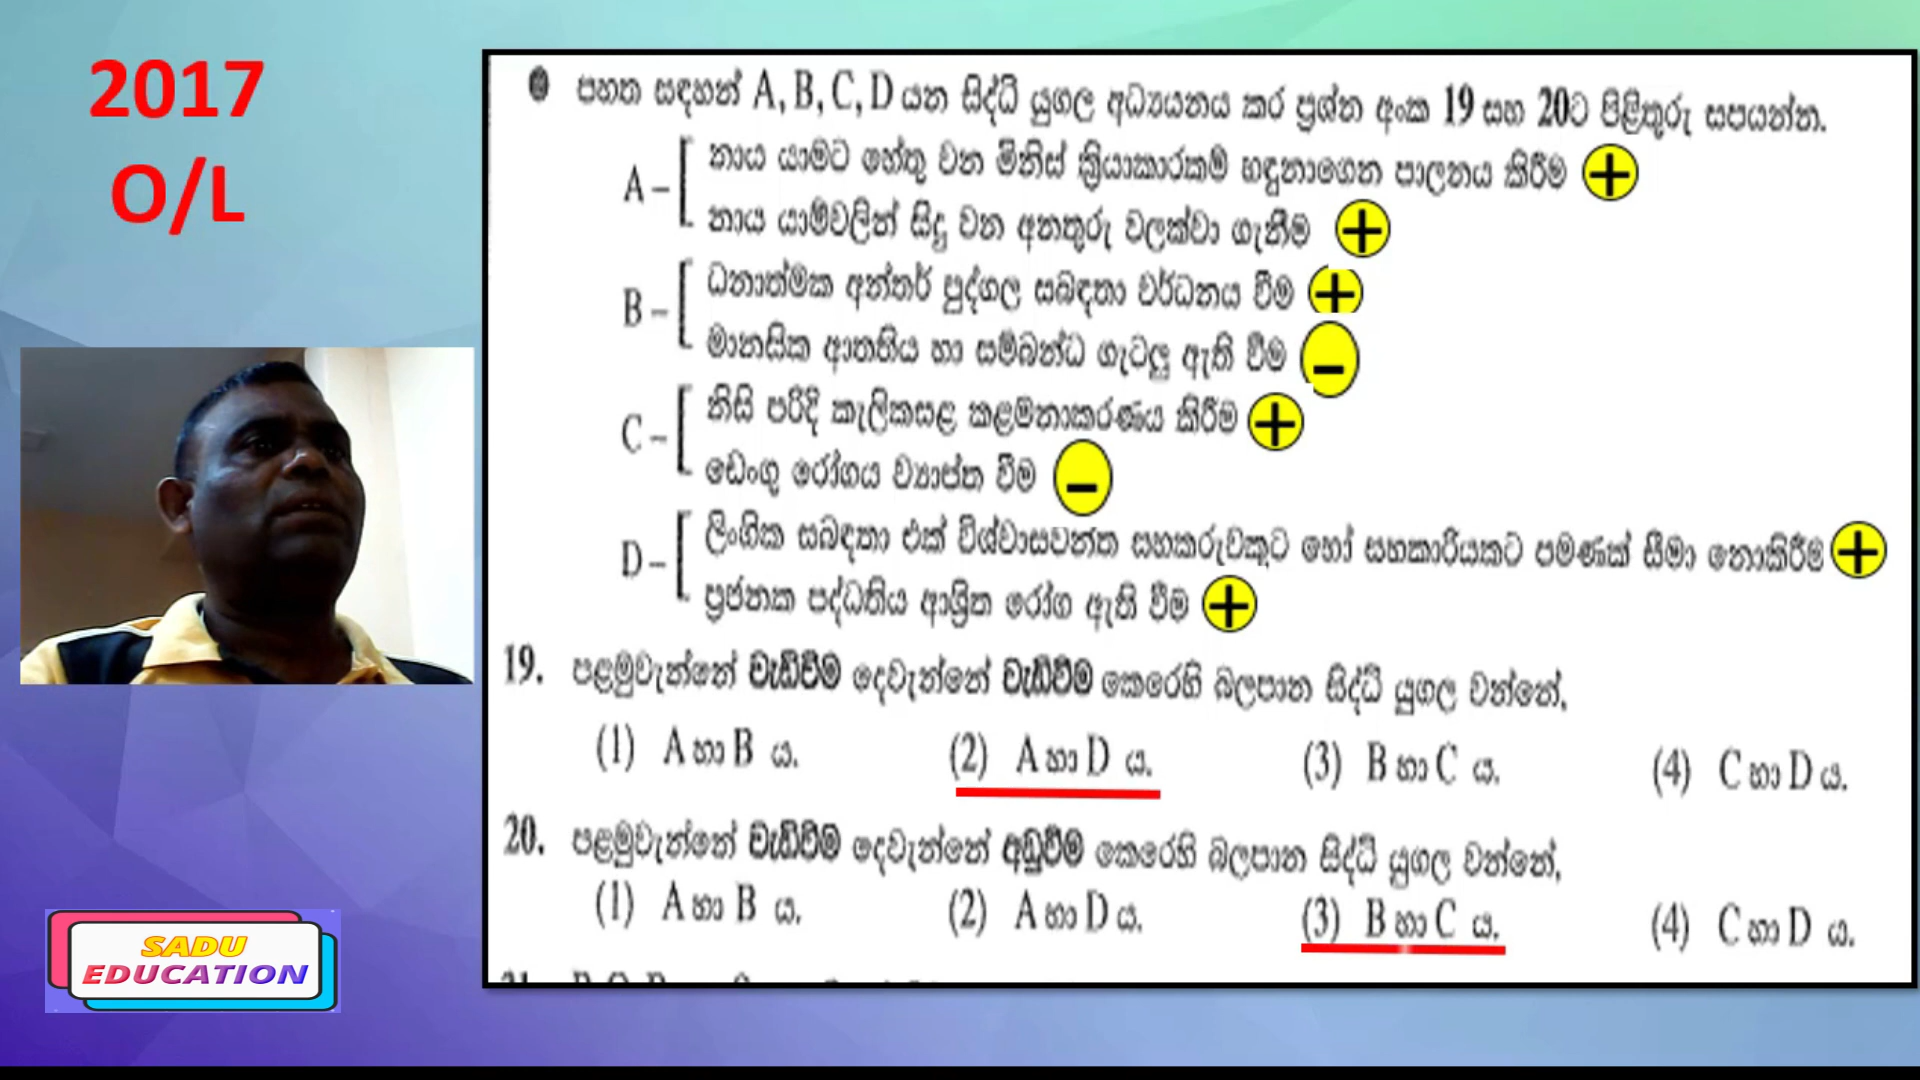 2017
O/L
පහත සඳහන් A, B, C, D යන සිද්ධි යුගල අධ්‍යයනය කර ප්‍රශ්න අංක 19 සහ 20ට පිළිතුරු සපයන්න.
A – නාය යාමට හේතු වන මිනිස් ක්‍රියාකාරකම් හඳුනාගෙන පාලනය කිරීම +
නාය යාම්වලින් සිදු වන අනතුරු වලක්වා ගැනීම +
B – ධනාත්මක අන්තර් පුද්ගල සබඳතා වර්ධනය වීම +
මානසික ආතතිය හා සම්බන්ධ ගැටලු ඇති වීම –
C – නිසි පරිදි කැලිකසළ කළමනාකරණය කිරීම +
ඩෙංගු රෝගය ව්‍යාප්ත වීම –
D – ලිංගික සබඳතා එක් විශ්වාසවන්ත සහකරුවකුට හෝ සහකාරියකට පමණක් සීමා නොකිරීම +
ප්‍රජනක පද්ධතිය ආශ්‍රිත රෝග ඇති වීම +
19. පළමුවැන්නේ වැඩිවීම දෙවැන්නේ වැඩිවීම කෙරෙහි බලපාන සිද්ධි යුගල වන්නේ,
(1) A හා B ය. (2) A හා D ය. (3) B හා C ය. (4) C හා D ය.
20. පළමුවැන්නේ වැඩිවීම දෙවැන්නේ අඩුවීම කෙරෙහි බලපාන සිද්ධි යුගල වන්නේ,
(1) A හා B ය. (2) A හා D ය. (3) B හා C ය. (4) C හා D ය.
SADU
EDUCATION